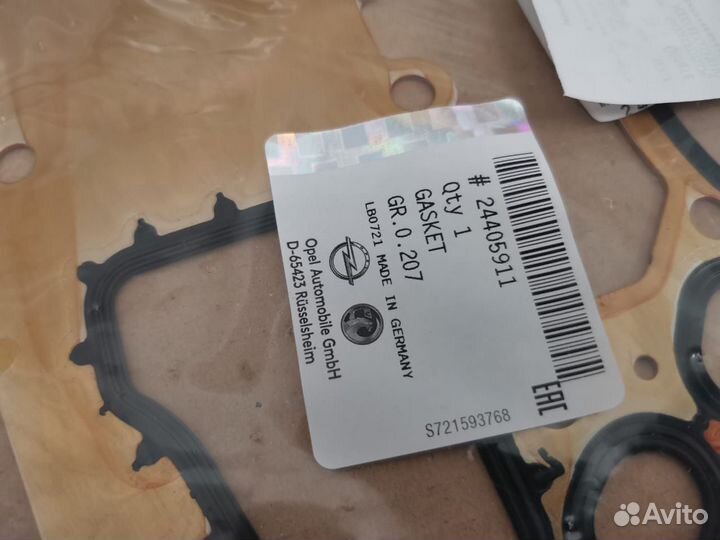 # 24405911
Qty 1
GASKET
GR.0.207
LB0721 MADE IN GERMANY
Opel Automobile GmbH
D-65423 Rüsselsheim
EAC
S721593768
Avito